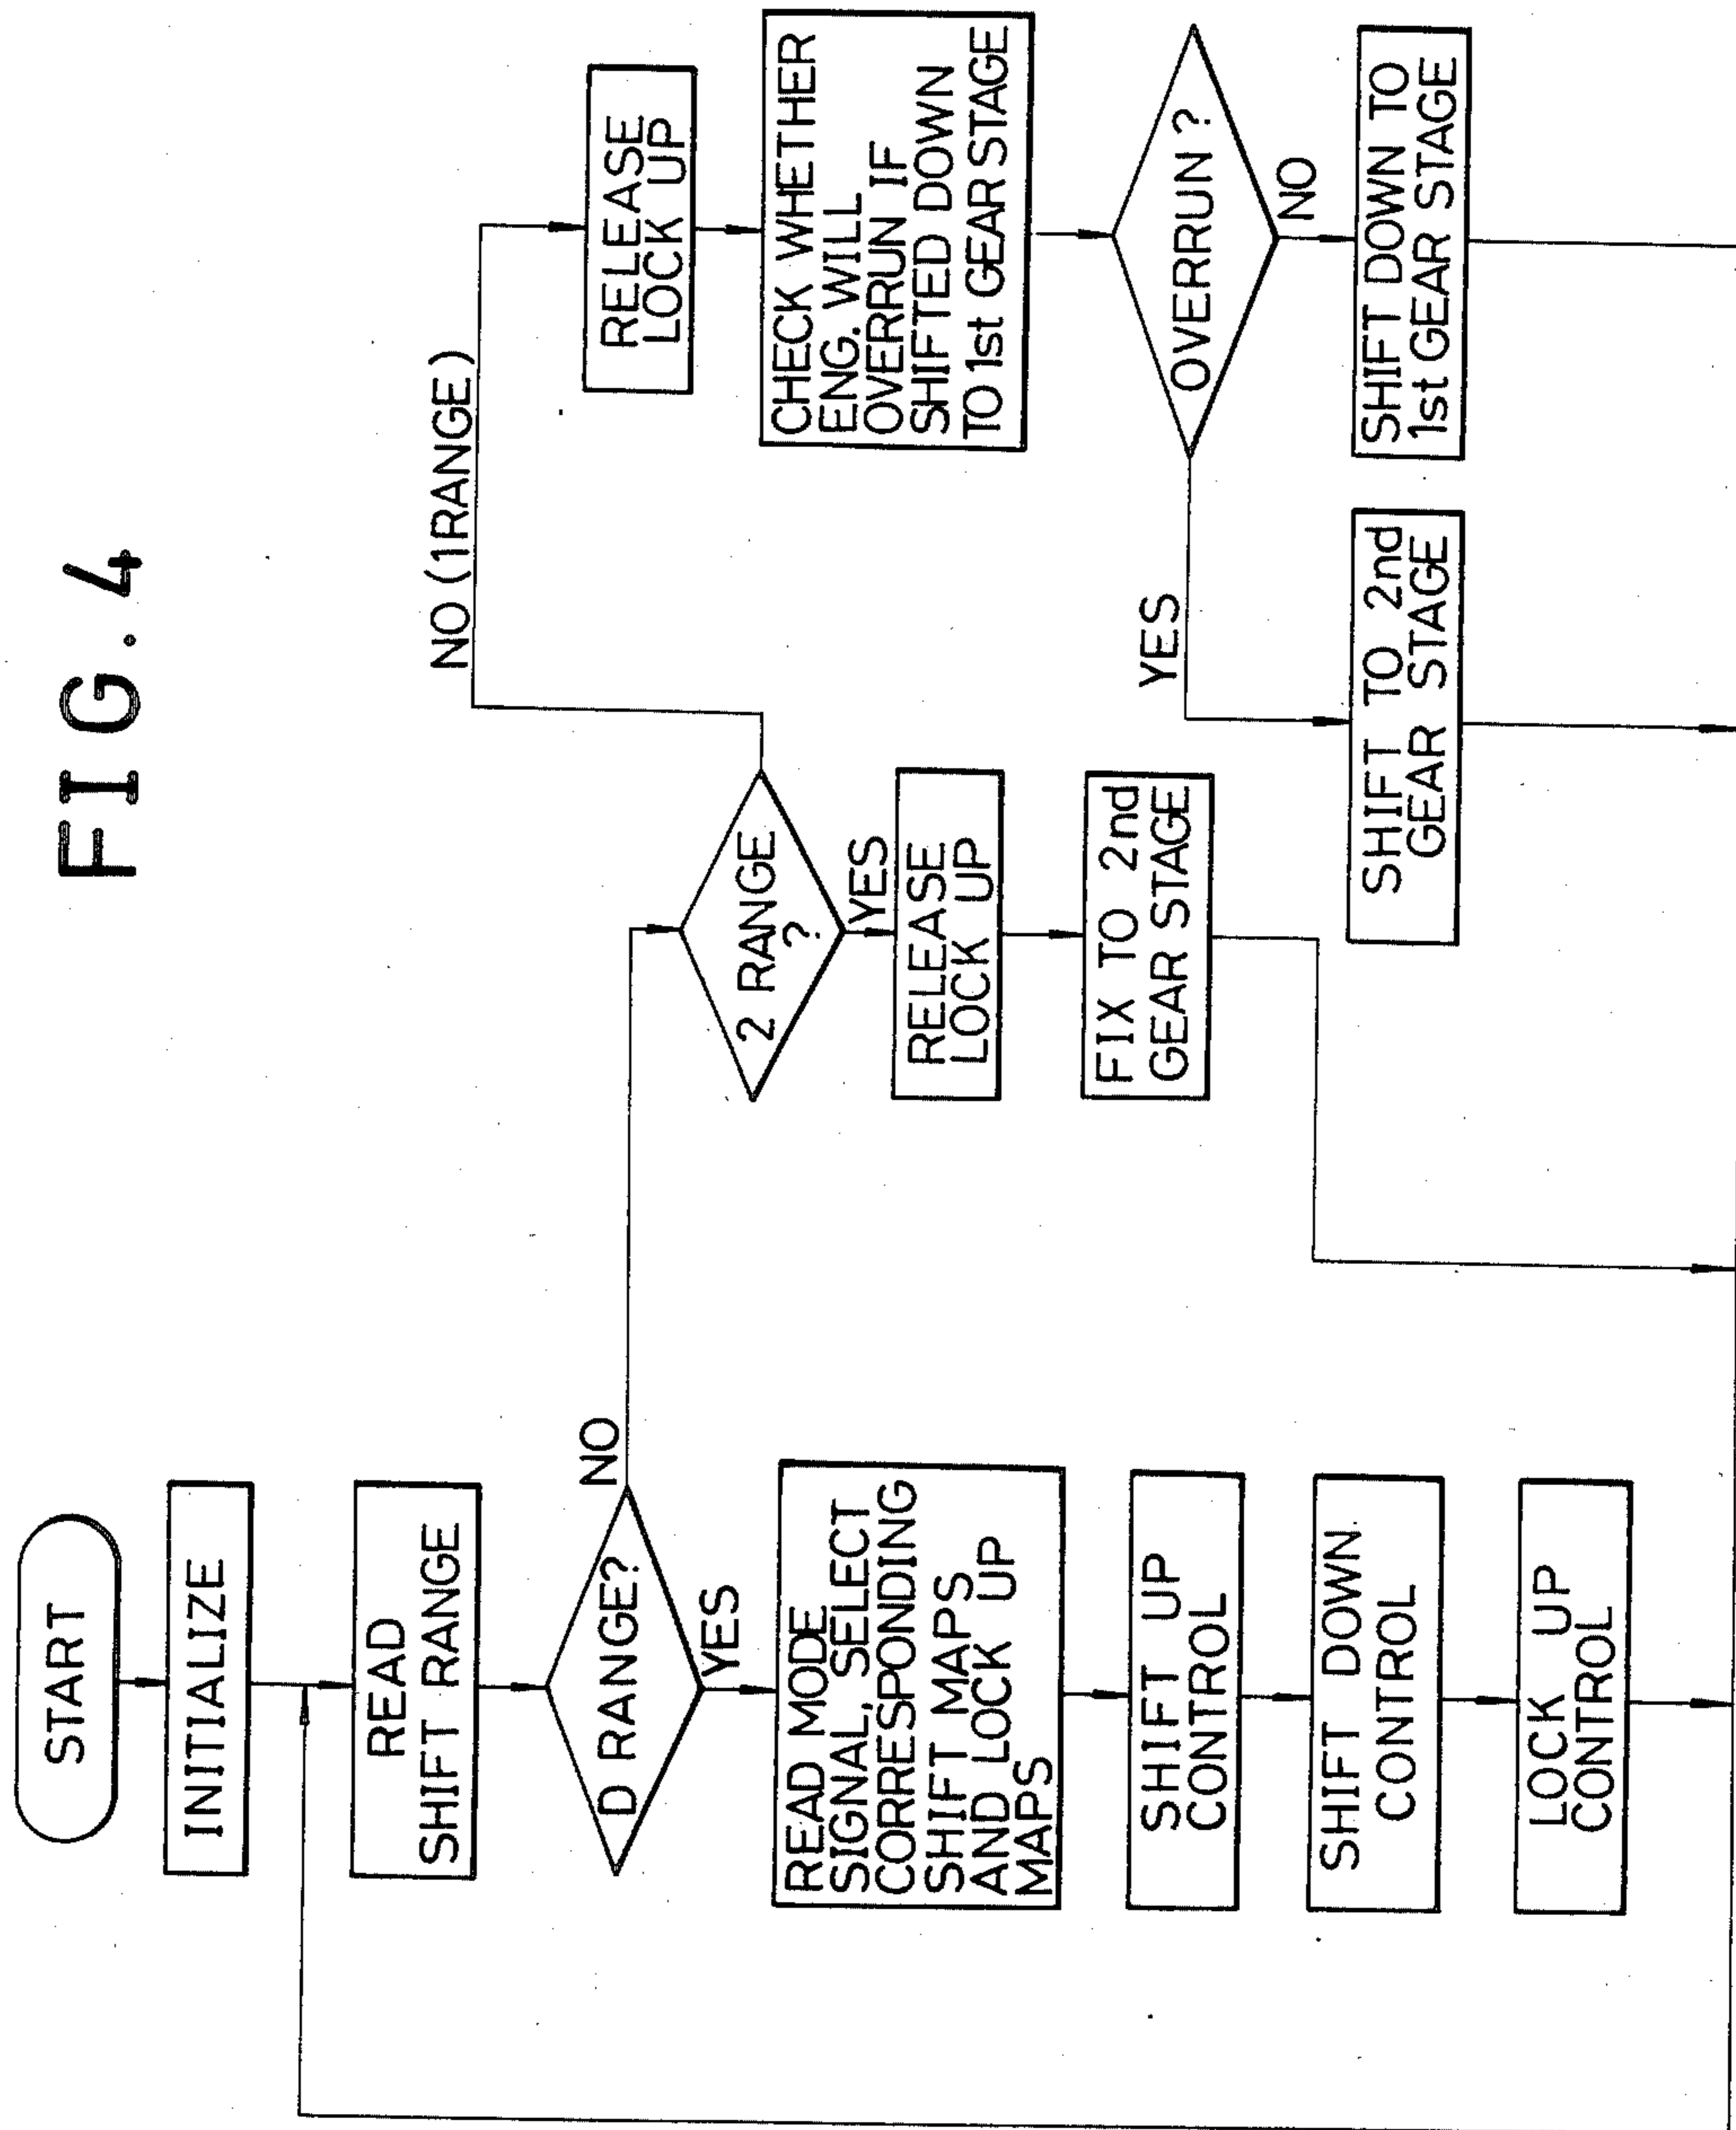 FIG. 4
START
INITIALIZE
READ
SHIFT RANGE
D RANGE?
NO
YES
READ MODE
SIGNAL, SELECT
CORRESPONDING
SHIFT MAPS
AND LOCK UP
MAPS
SHIFT UP
CONTROL
SHIFT DOWN
CONTROL
LOCK UP
CONTROL
2 RANGE
?
NO (1RANGE)
YES
RELEASE
LOCK UP
FIX TO 2nd
GEAR STAGE
RELEASE
LOCK UP
CHECK WHETHER
ENG. WILL
OVERRUN IF
SHIFTED DOWN
TO 1st GEAR STAGE
OVERRUN ?
YES
NO
SHIFT TO 2nd
GEAR STAGE
SHIFT DOWN TO
1st GEAR STAGE